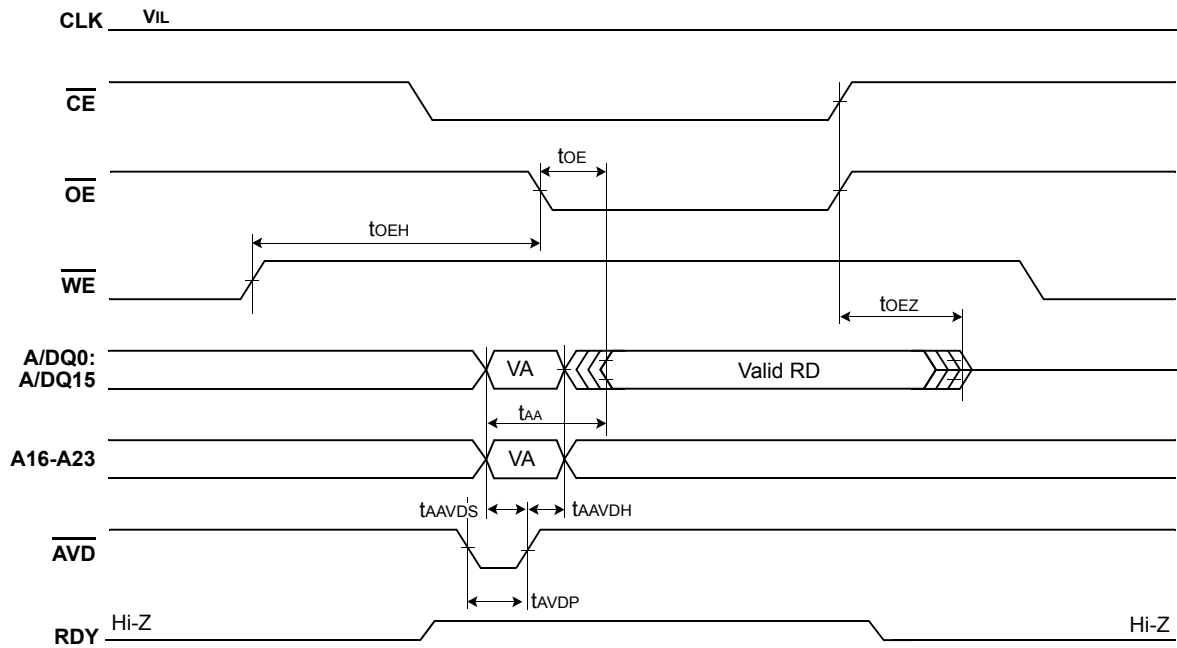 CLK VIL
CE
OE
tOE
tOEH
WE
tOEZ
A/DQ0:
A/DQ15
VA
Valid RD
tAA
A16-A23
VA
tAAVDS
tAAVDH
AVD
tAVDP
RDY
Hi-Z
Hi-Z